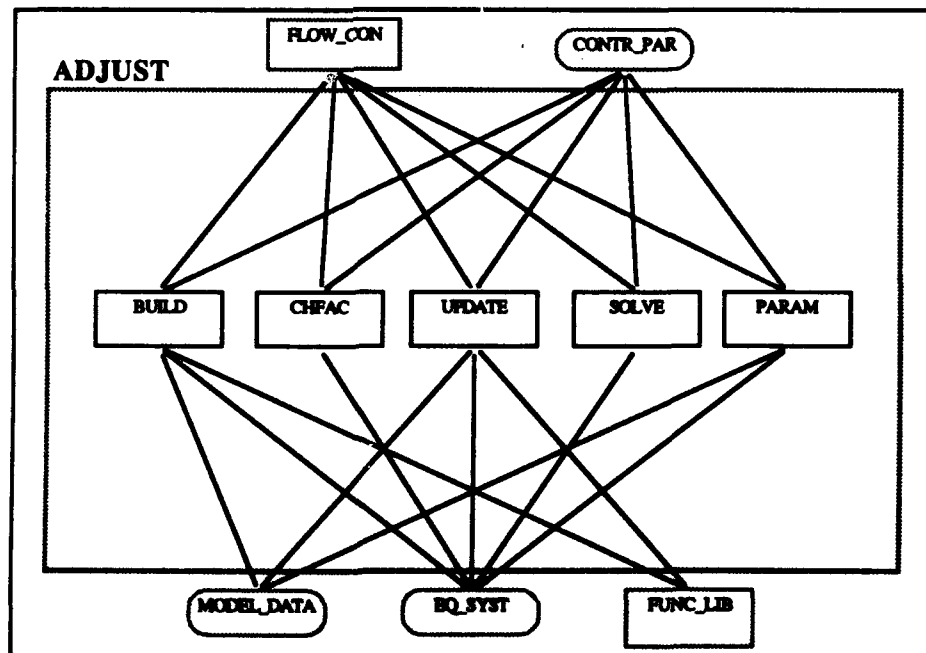 FLOW_CON
CONTR_PAR
ADJUST
BUILD
CHFAC
UPDATE
SOLVE
PARAM
MODEL_DATA
EQ_SYST
FUNC_LIB